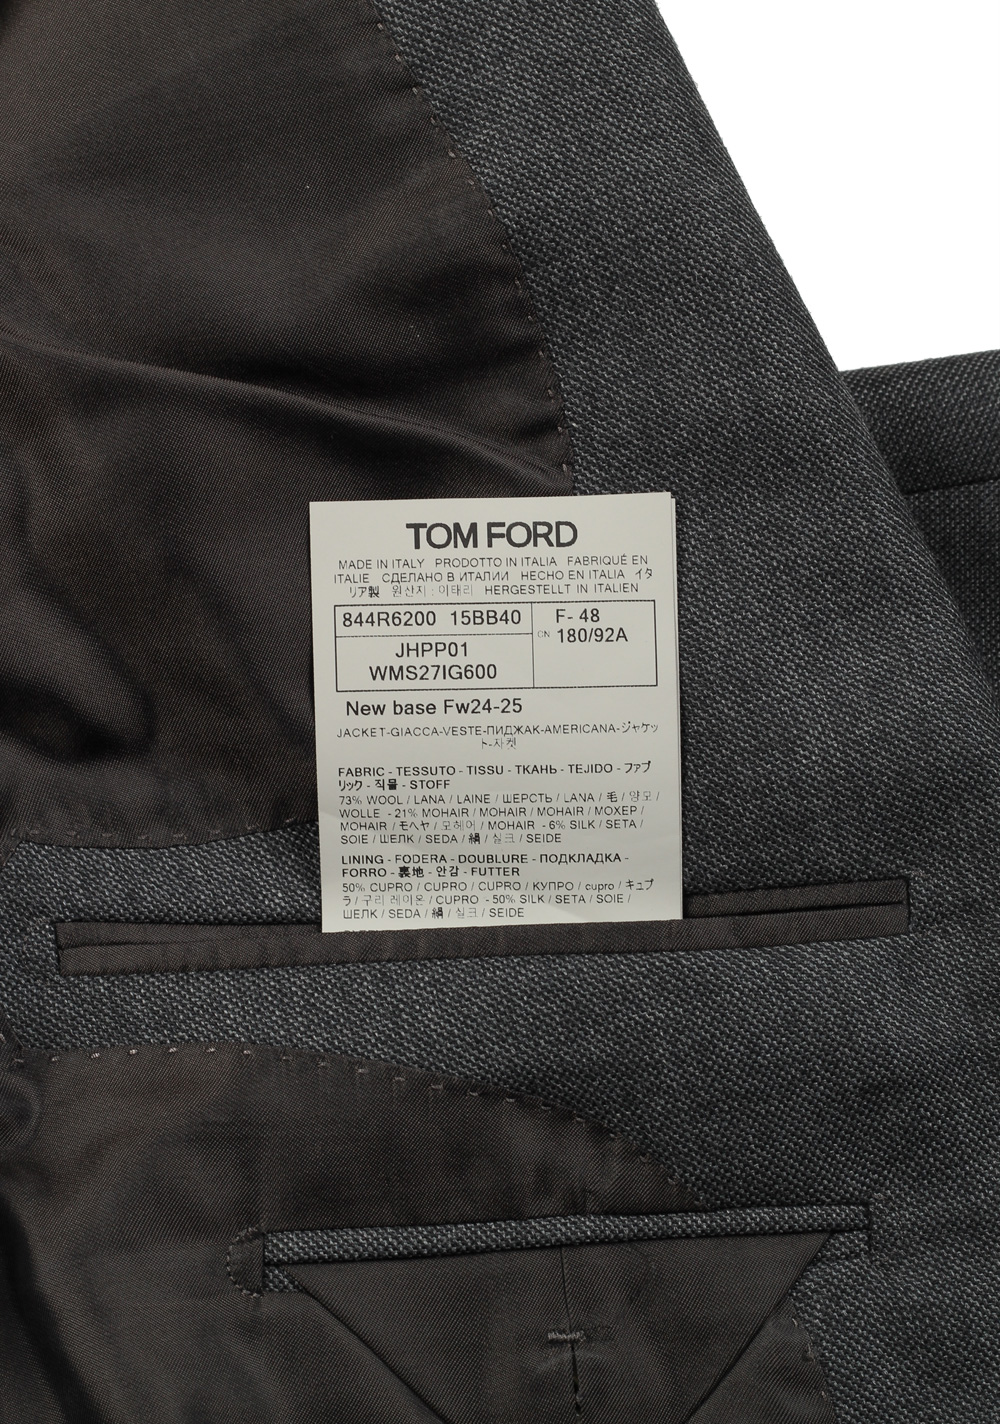 TOM FORD
MADE IN ITALY PRODOTTO IN ITALIA FABRIQUÉ EN
ITALIE СДЕЛАНО В ИТАЛИИ HECHO EN ITALIA イタ
リア製 원산지 : 이태리 HERGESTELLT IN ITALIEN
844R6200 15BB40
F- 48
CN 180/92A
JHPP01
WMS27IG600
New base Fw24-25
JACKET-GIACCA-VESTE-ПИДЖАК-AMERICANA-ジャケッ
ト-자켓
FABRIC - TESSUTO - TISSU - ТКАНЬ - TEJIDO - ファブ
リック - 직물 - STOFF
73% WOOL / LANA / LAINE / ШЕРСТЬ / LANA / 毛 / 양모 /
WOLLE - 21% MOHAIR / MOHAIR / MOHAIR / МОХЕР /
MOHAIR / モヘヤ / 모헤어 / MOHAIR - 6% SILK / SETA /
SOIE / ШЕЛК / SEDA / 絹 / 실크 / SEIDE
LINING - FODERA - DOUBLURE - ПОДКЛАДКА -
FORRO - 裏地 - 안감 - FUTTER
50% CUPRO / CUPRO / CUPRO / КУПРО / cupro / キュプ
ラ / 구리 레이온 / CUPRO - 50% SILK / SETA / SOIE /
ШЕЛК / SEDA / 絹 / 실크 / SEIDE